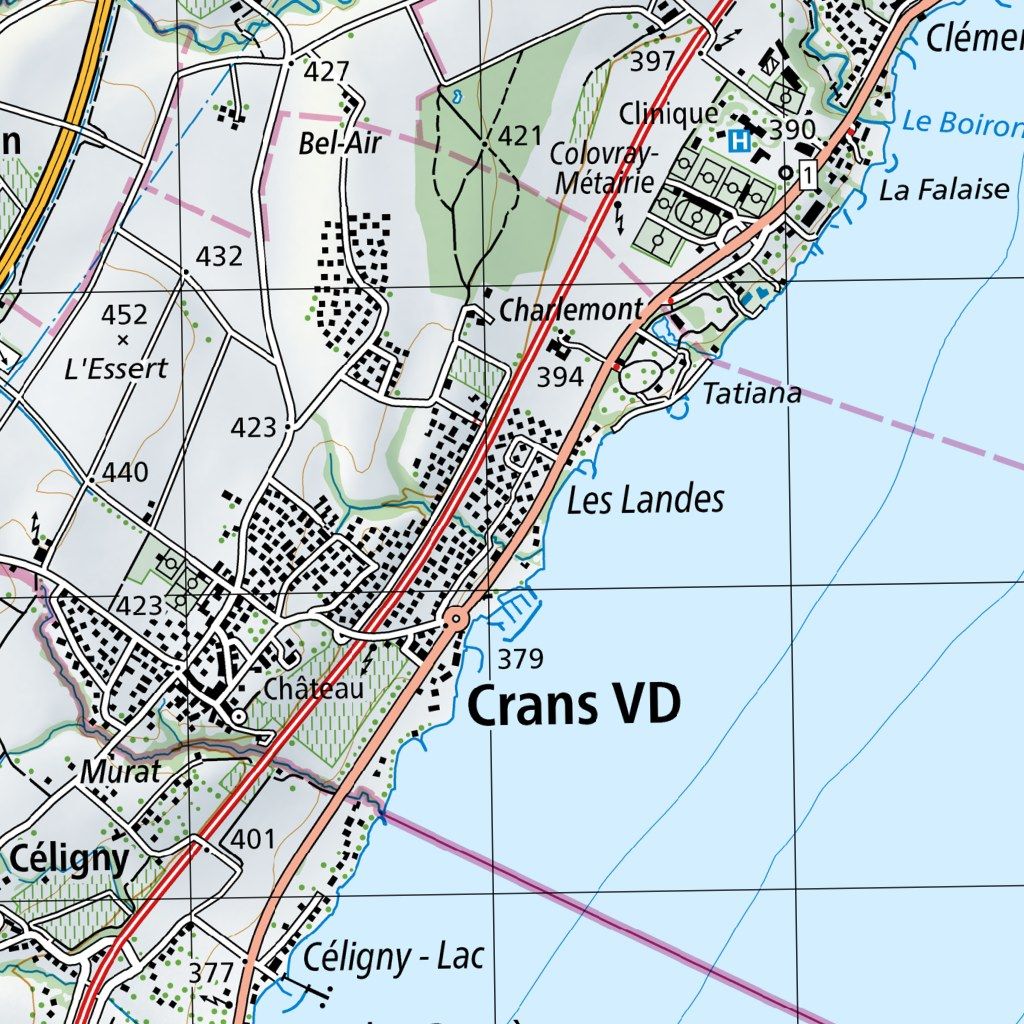 Clémen
427
397
Clinique
H
390
Le Boiron
n
Bel-Air
421
Colovray-
Métairie
1
La Falaise
432
452
Charlemont
L'Essert
394
Tatiana
423
440
Les Landes
423
379
Château
Crans VD
Murat
401
Céligny
Céligny - Lac
377